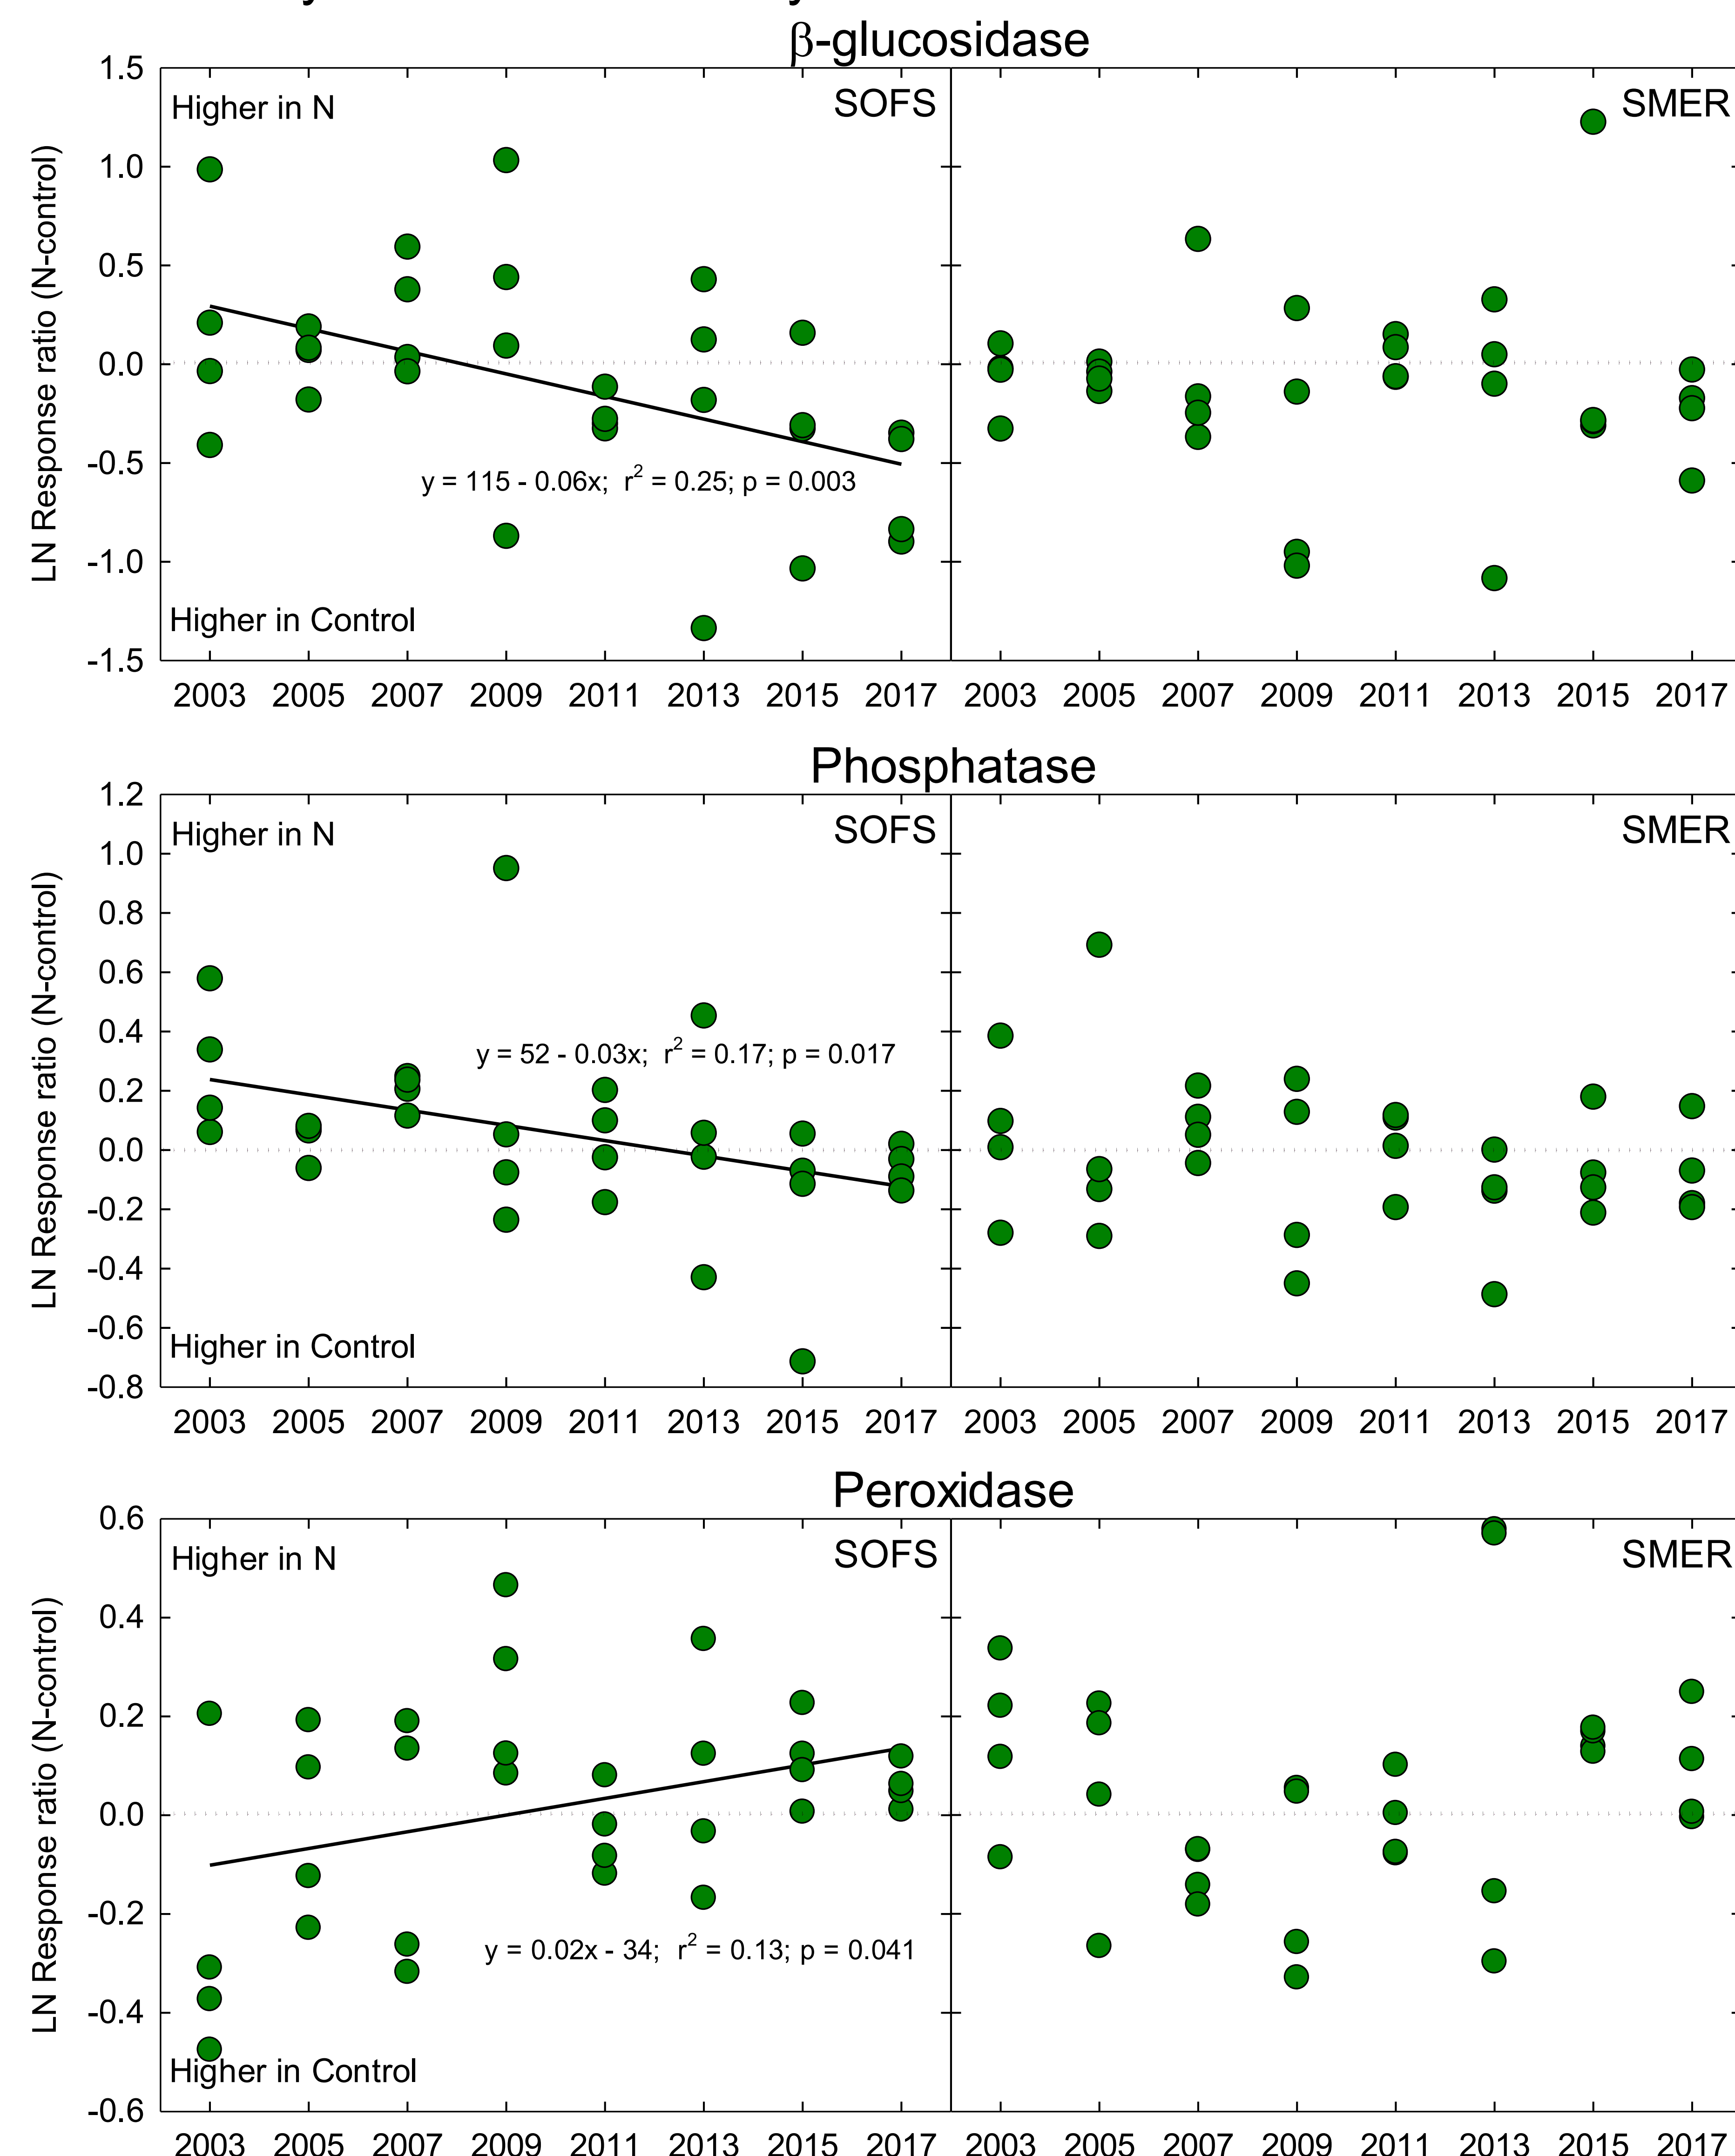 β-glucosidase
LN Response ratio (N-control)
1.5
1.0
0.5
0.0
-0.5
-1.0
-1.5
Higher in N
SOFS
SMER
y = 115 - 0.06x; r² = 0.25; p = 0.003
Higher in Control
2003 2005 2007 2009 2011 2013 2015 2017 2003 2005 2007 2009 2011 2013 2015 2017
Phosphatase
LN Response ratio (N-control)
1.2
1.0
0.8
0.6
0.4
0.2
0.0
-0.2
-0.4
-0.6
-0.8
Higher in N
SOFS
SMER
y = 52 - 0.03x; r² = 0.17; p = 0.017
Higher in Control
2003 2005 2007 2009 2011 2013 2015 2017 2003 2005 2007 2009 2011 2013 2015 2017
Peroxidase
LN Response ratio (N-control)
0.6
0.4
0.2
0.0
-0.2
-0.4
-0.6
Higher in N
SOFS
SMER
y = 0.02x - 34; r² = 0.13; p = 0.041
Higher in Control
2003 2005 2007 2009 2011 2013 2015 2017 2003 2005 2007 2009 2011 2013 2015 2017